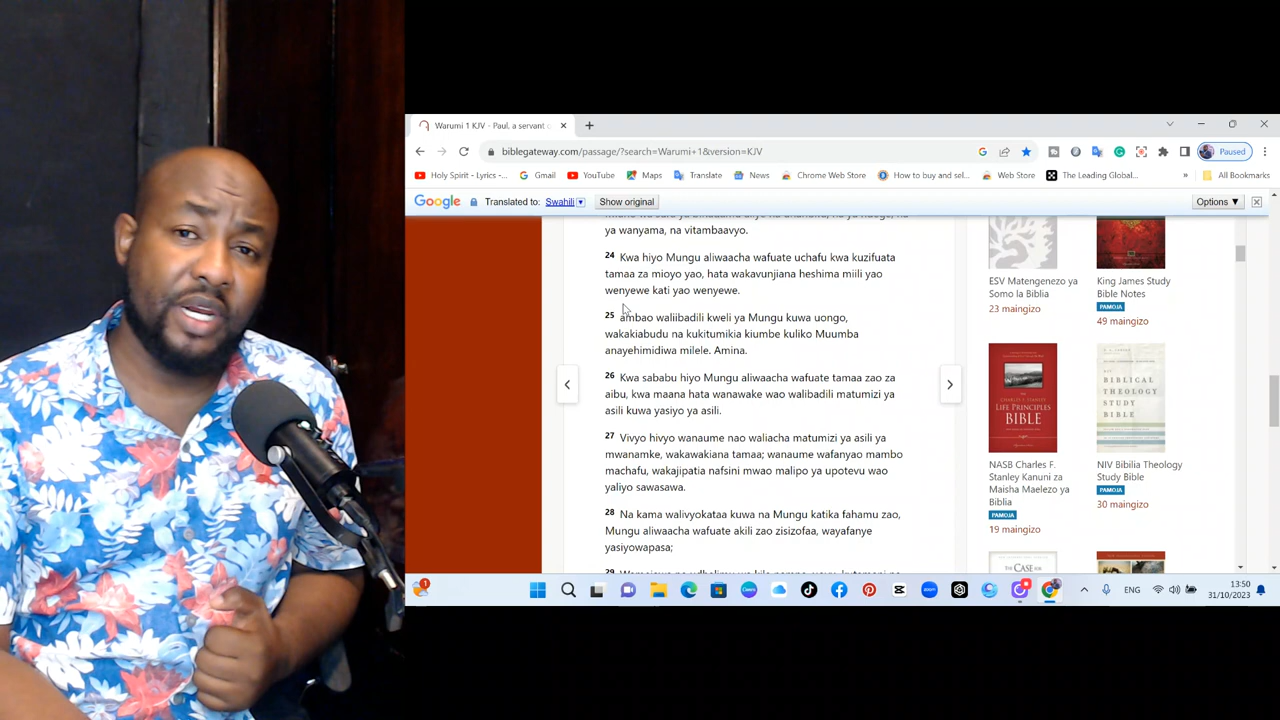 Warumi 1 KJV - Paul, a servant
biblegateway.com/passage/?search=Warumi+1&version=KJV
Paused
Holy Spirit - Lyrics -...
Gmail
YouTube
Maps
Translate
News
Chrome Web Store
How to buy and sel...
Web Store
The Leading Global...
»
All Bookmarks
Google
Translated to: Swahili
Show original
Options ▼
ya wanyama, na vitambaavyo.
24 Kwa hiyo Mungu aliwaacha wafuate uchafu kwa kuzifuata
tamaa za mioyo yao, hata wakavunjiana heshima miili yao
wenyewe kati yao wenyewe.
25 ambao waliibadili kweli ya Mungu kuwa uongo,
wakakiabudu na kukitumikia kiumbe kuliko Muumba
anayehimidiwa milele. Amina.
26 Kwa sababu hiyo Mungu aliwaacha wafuate tamaa zao za
aibu, kwa maana hata wanawake wao walibadili matumizi ya
asili kuwa yasiyo ya asili.
27 Vivyo hivyo wanaume nao waliacha matumizi ya asili ya
mwanamke, wakawakiana tamaa; wanaume wafanyao mambo
machafu, wakajipatia nafsini mwao malipo ya upotevu wao
yaliyo sawasawa.
28 Na kama walivyokataa kuwa na Mungu katika fahamu zao,
Mungu aliwaacha wafuate akili zao zisizofaa, wayafanye
yasiyowapasa;
ESV Matengenezo ya
Somo la Biblia
23 maingizo
King James Study
Bible Notes
PAMOJA
49 maingizo
LIFE PRINCIPLES
BIBLE
NASB Charles F.
Stanley Kanuni za
Maisha Maelezo ya
Biblia
PAMOJA
19 maingizo
BIBLICAL
THEOLOGY
STUDY
BIBLE
NIV Bibilia Theology
Study Bible
PAMOJA
30 maingizo
THE CASE FOR
1
Canva
zoom
ENG
13:50
31/10/2023